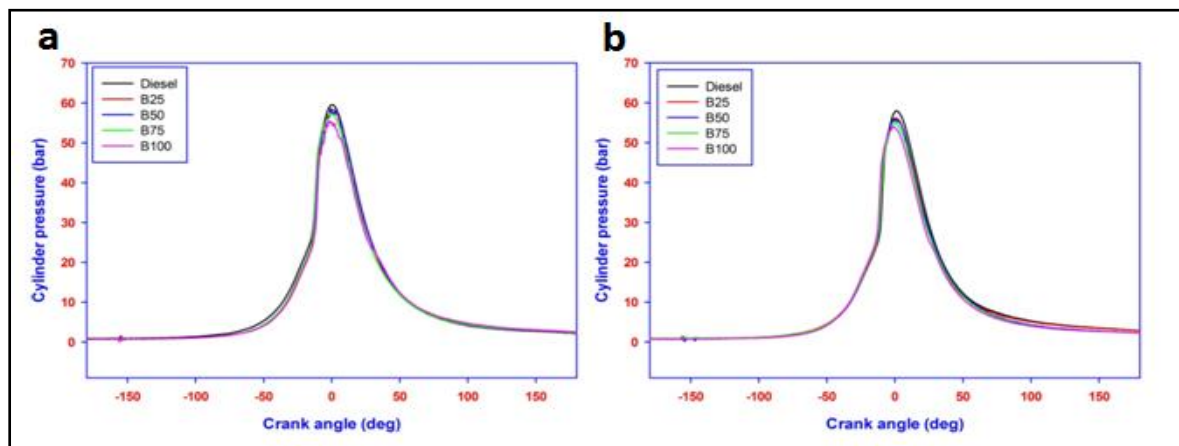 a
70
60
50
40
30
20
10
0
Cylinder pressure (bar)
Diesel
B25
B50
B75
B100
-150 -100 -50 0 50 100 150
Crank angle (deg)
b
70
60
50
40
30
20
10
0
Cylinder pressure (bar)
Diesel
B25
B50
B75
B100
-150 -100 -50 0 50 100 150
Crank angle (deg)